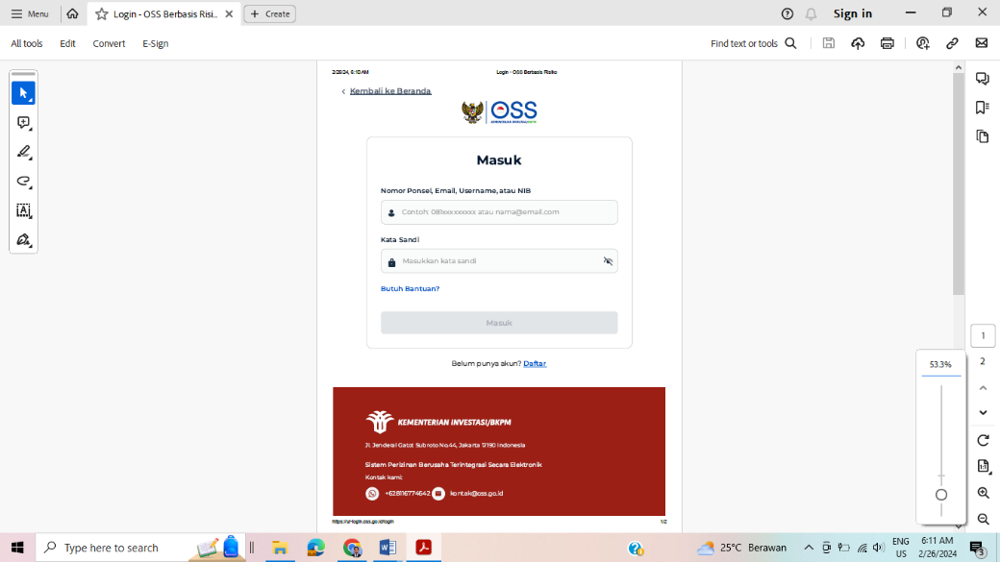 Menu
Login - OSS Berbasis Risi...
Create
Sign in
All tools
Edit
Convert
E-Sign
Find text or tools
2/26/24, 6:10 AM
Login - OSS Berbasis Risiko
Kembali ke Beranda
OSS
KEMENTERIAN INVESTASI/BKPM
Masuk
Nomor Ponsel, Email, Username, atau NIB
Contoh: 081xxxxxxxxx atau nama@email.com
Kata Sandi
Masukkan kata sandi
Butuh Bantuan?
Masuk
Belum punya akun? Daftar
KEMENTERIAN INVESTASI/BKPM
Jl. Jenderal Gatot Subroto No.44, Jakarta 12190 Indonesia
Sistem Perizinan Berusaha Terintegrasi Secara Elektronik
Kontak kami:
+628116774642
kontak@oss.go.id
https://ui-login.oss.go.id/login
1/2
1
2
53.3%
1:1
Type here to search
25°C Berawan
ENG
US
6:11 AM
2/26/2024
3